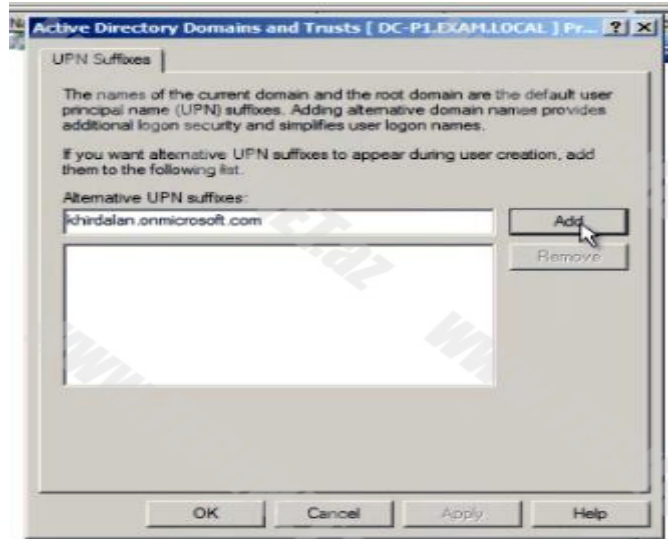 Active Directory Domains and Trusts [ DC-P1.EXAM.LOCAL ] Pr...
UPN Suffixes
The names of the current domain and the root domain are the default user
principal name (UPN) suffixes. Adding alternative domain names provides
additional logon security and simplifies user logon names.
If you want alternative UPN suffixes to appear during user creation, add
them to the following list.
Alternative UPN suffixes:
khirdalan.onmicrosoft.com
Add
Remove
OK
Cancel
Apply
Help